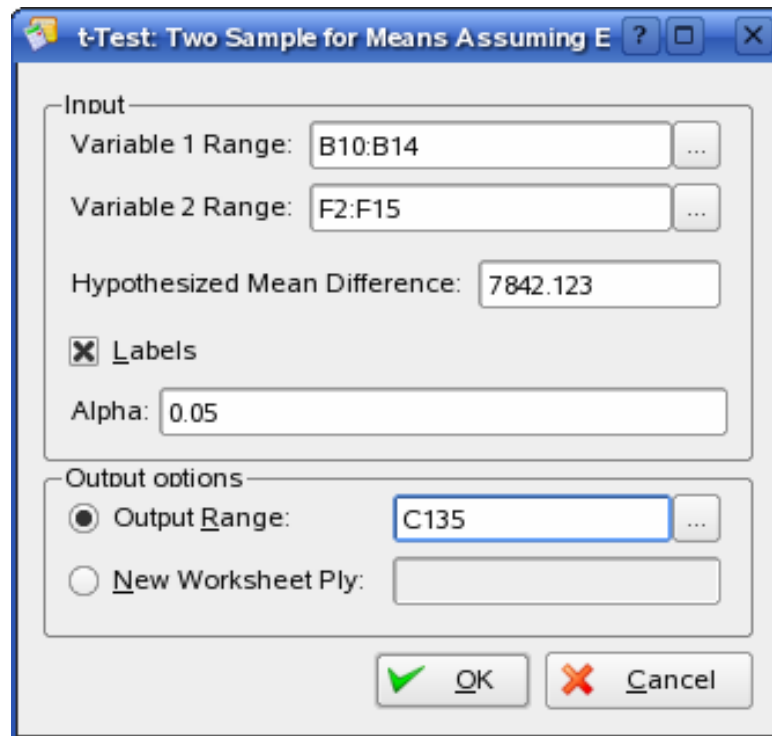 t-Test: Two Sample for Means Assuming E
Input
Variable 1 Range: B10:B14 ...
Variable 2 Range: F2:F15 ...
Hypothesized Mean Difference: 7842.123
Labels
Alpha: 0.05
Output options
Output Range: C135 ...
New Worksheet Ply:
OK Cancel